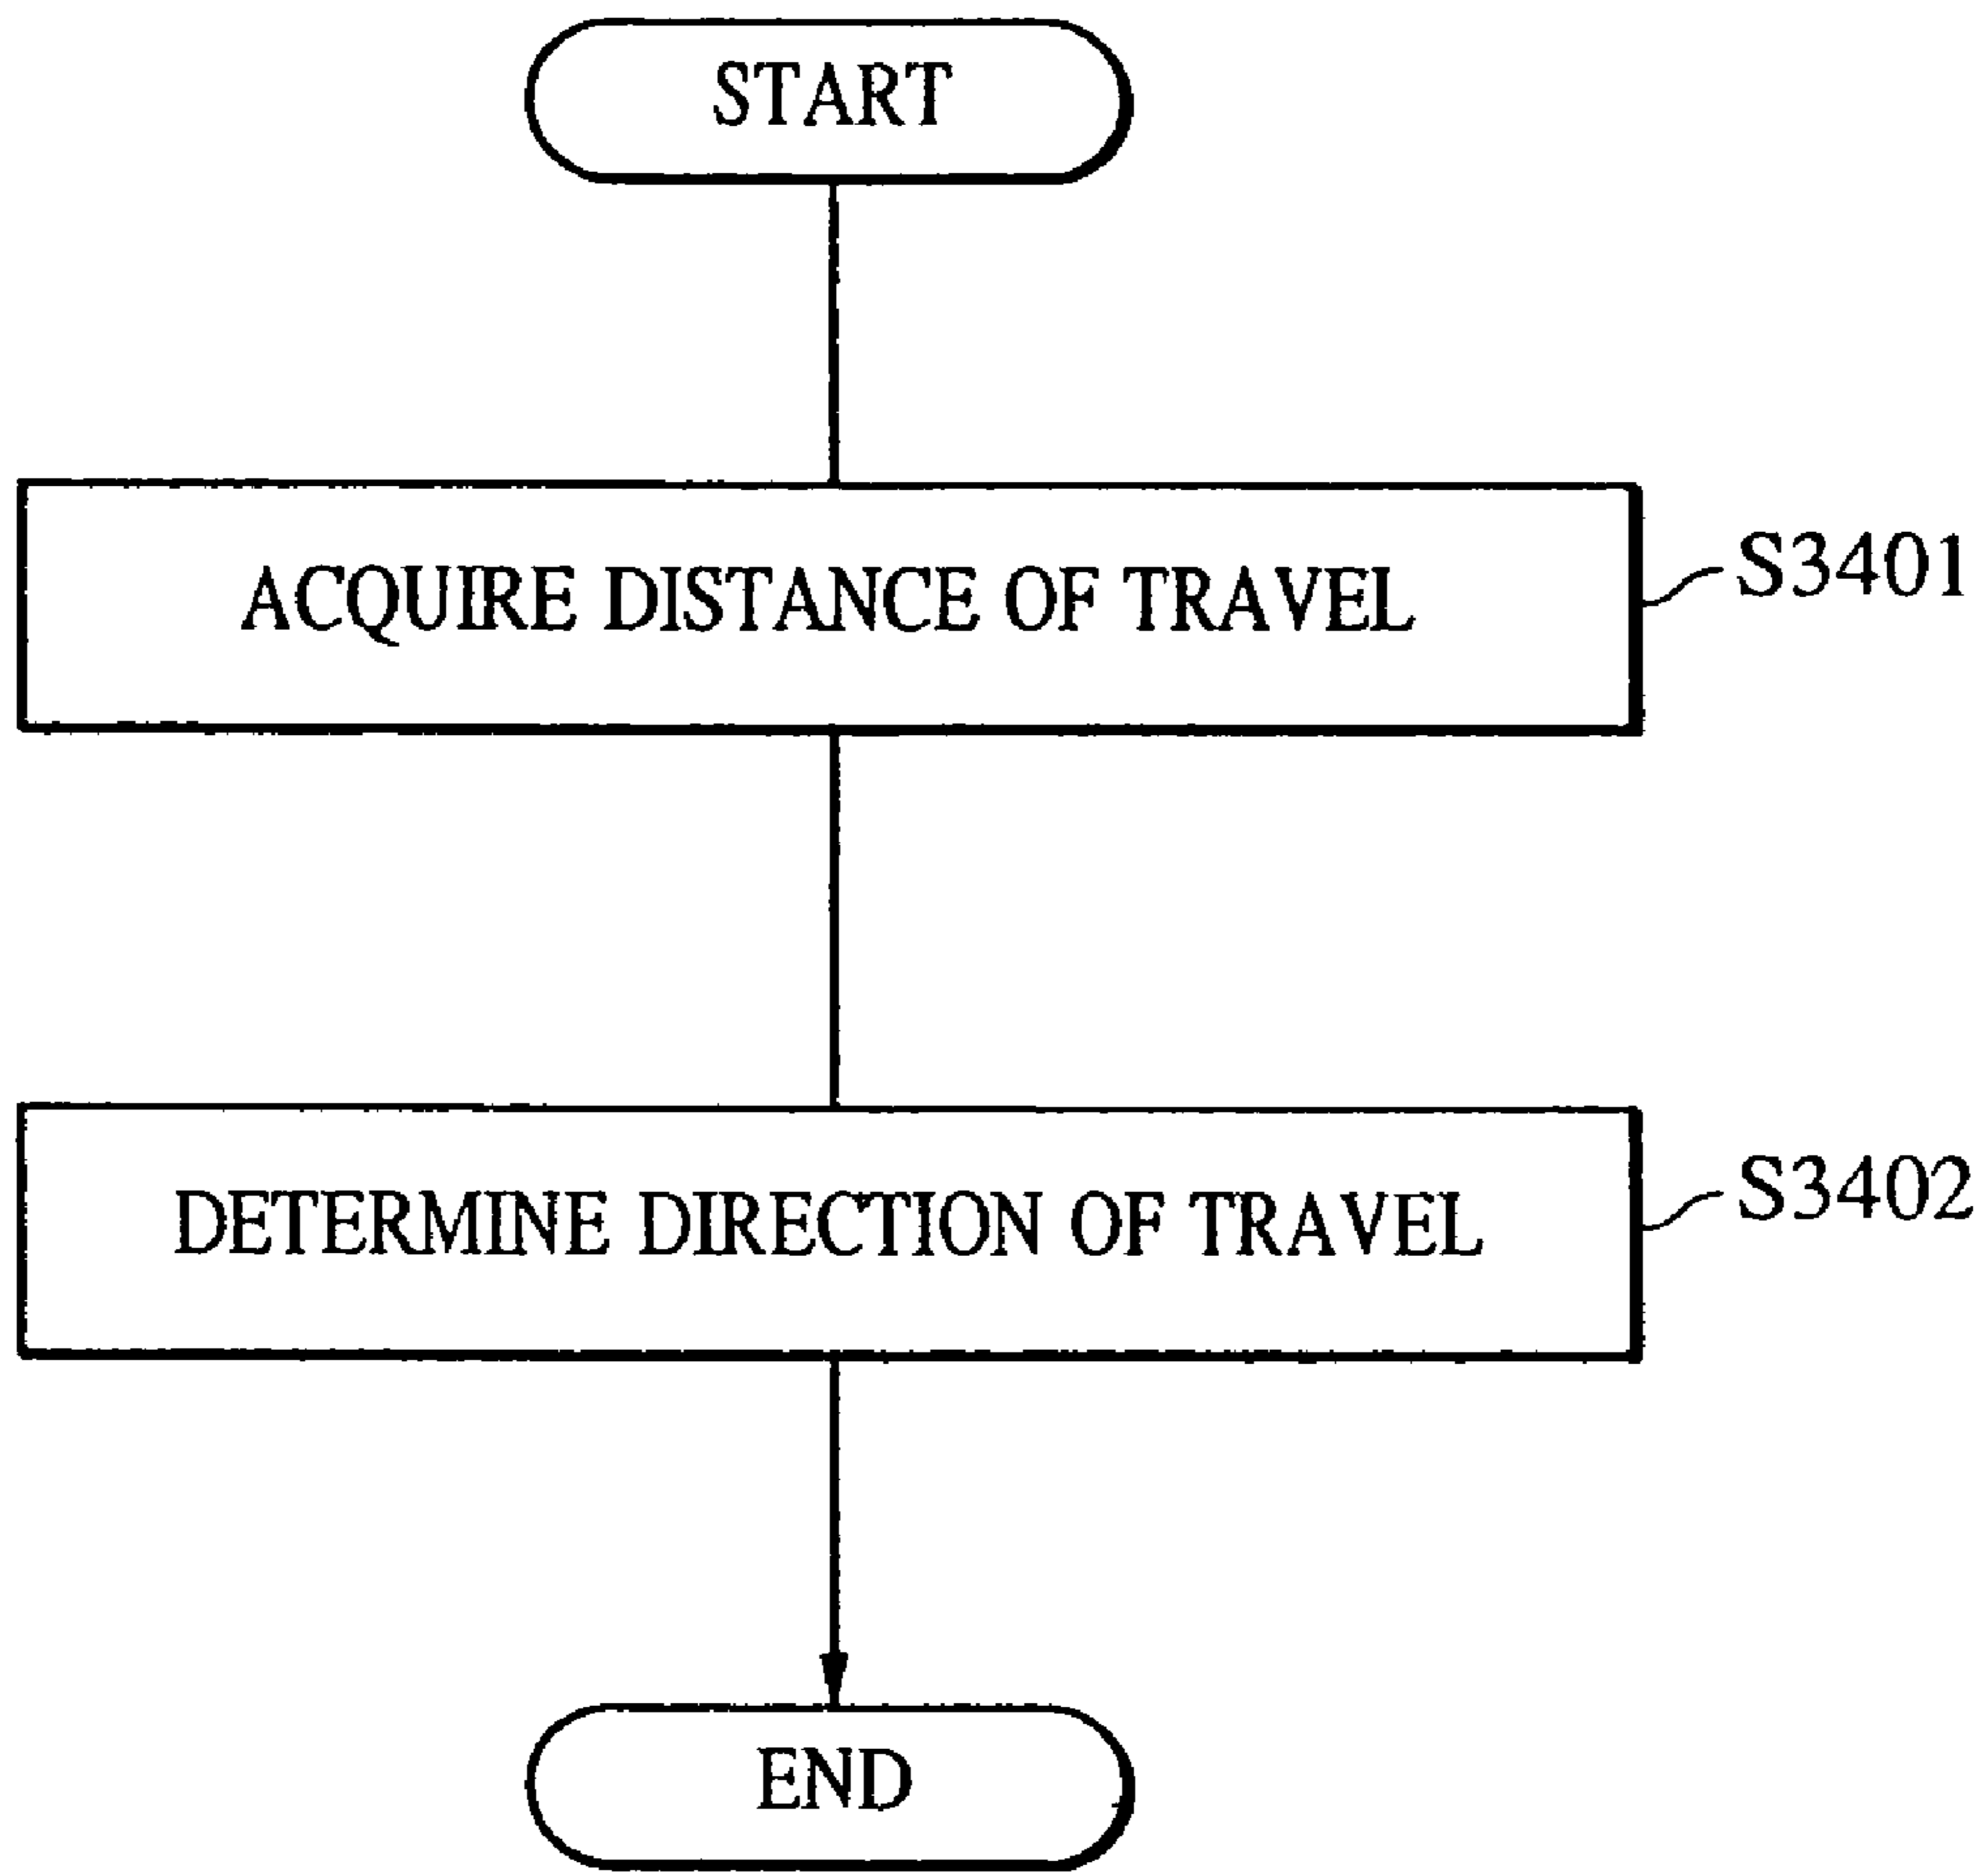 START
ACQUIRE DISTANCE OF TRAVEL
S3401
DETERMINE DIRECTION OF TRAVEL
S3402
END